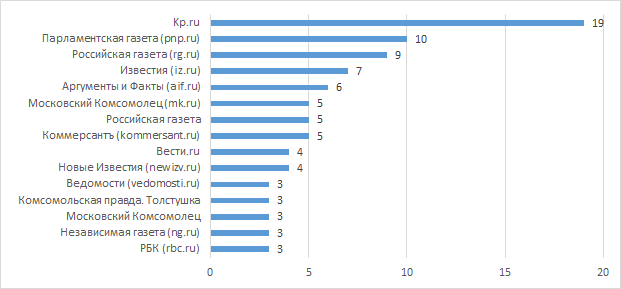 Kp.ru 19
Парламентская газета (pnp.ru) 10
Российская газета (rg.ru) 9
Известия (iz.ru) 7
Аргументы и Факты (aif.ru) 6
Московский Комсомолец (mk.ru) 5
Российская газета 5
Коммерсантъ (kommersant.ru) 5
Вести.ru 4
Новые Известия (newizv.ru) 4
Ведомости (vedomosti.ru) 3
Комсомольская правда. Толстушка 3
Московский Комсомолец 3
Независимая газета (ng.ru) 3
РБК (rbc.ru) 3
0 5 10 15 20